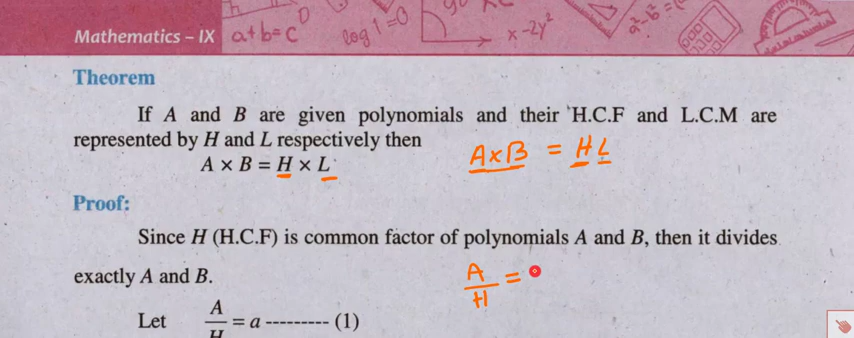 Mathematics – IX a+b=c log 1=0 x-2y²
Theorem
If A and B are given polynomials and their H.C.F and L.C.M are
represented by H and L respectively then
A × B = H × L
A×B = HL
Proof:
Since H (H.C.F) is common factor of polynomials A and B, then it divides
exactly A and B.
A/H =
Let A/H = a --------- (1)